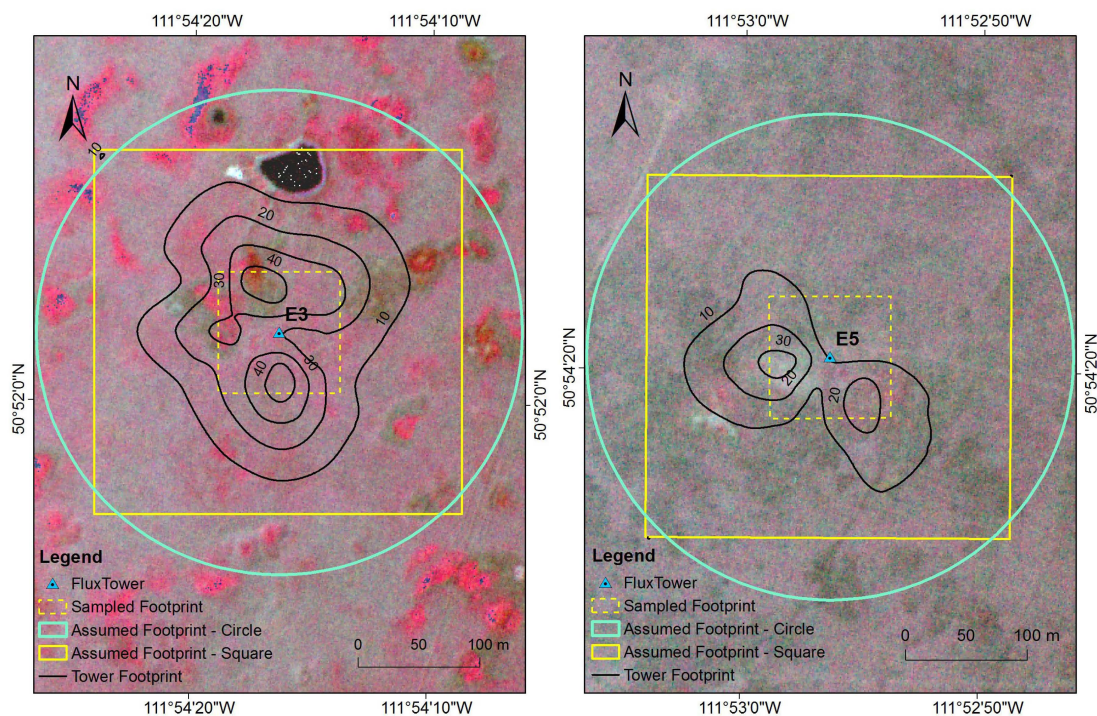 111°54'20"W
111°54'10"W
N
10
20
40
30
E3
10
30
40
50°52'0"N
50°52'0"N
Legend
FluxTower
Sampled Footprint
Assumed Footprint - Circle
Assumed Footprint - Square
Tower Footprint
0
50
100 m
111°54'20"W
111°54'10"W
111°53'0"W
111°52'50"W
N
10
30
E5
20
20
50°54'20"N
50°54'20"N
Legend
FluxTower
Sampled Footprint
Assumed Footprint - Circle
Assumed Footprint - Square
Tower Footprint
0
50
100 m
111°53'0"W
111°52'50"W